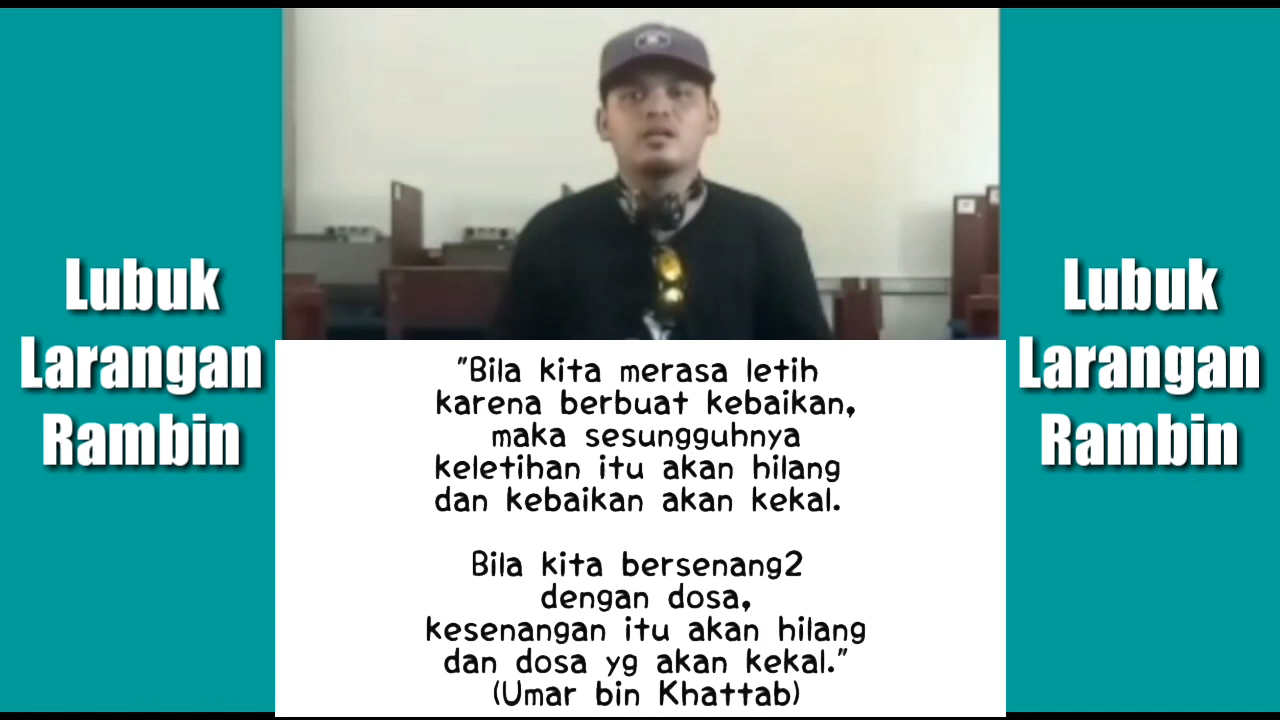 Lubuk
Larangan
Rambin
"Bila kita merasa letih
karena berbuat kebaikan,
maka sesungguhnya
keletihan itu akan hilang
dan kebaikan akan kekal.
Bila kita bersenang2
dengan dosa,
kesenangan itu akan hilang
dan dosa yg akan kekal."
(Umar bin Khattab)
Lubuk
Larangan
Rambin